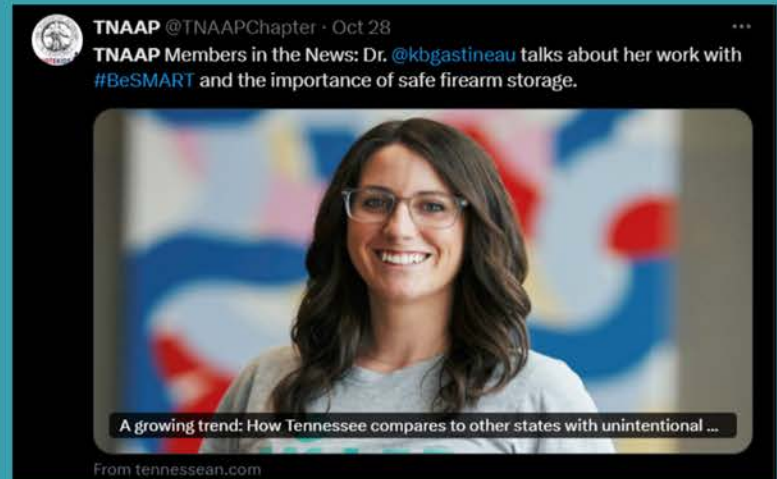 TNAAP @TNAAPChapter · Oct 28
TNAAP Members in the News: Dr. @kbgastineau talks about her work with
#BeSMART and the importance of safe firearm storage.
A growing trend: How Tennessee compares to other states with unintentional ...
From tennessean.com